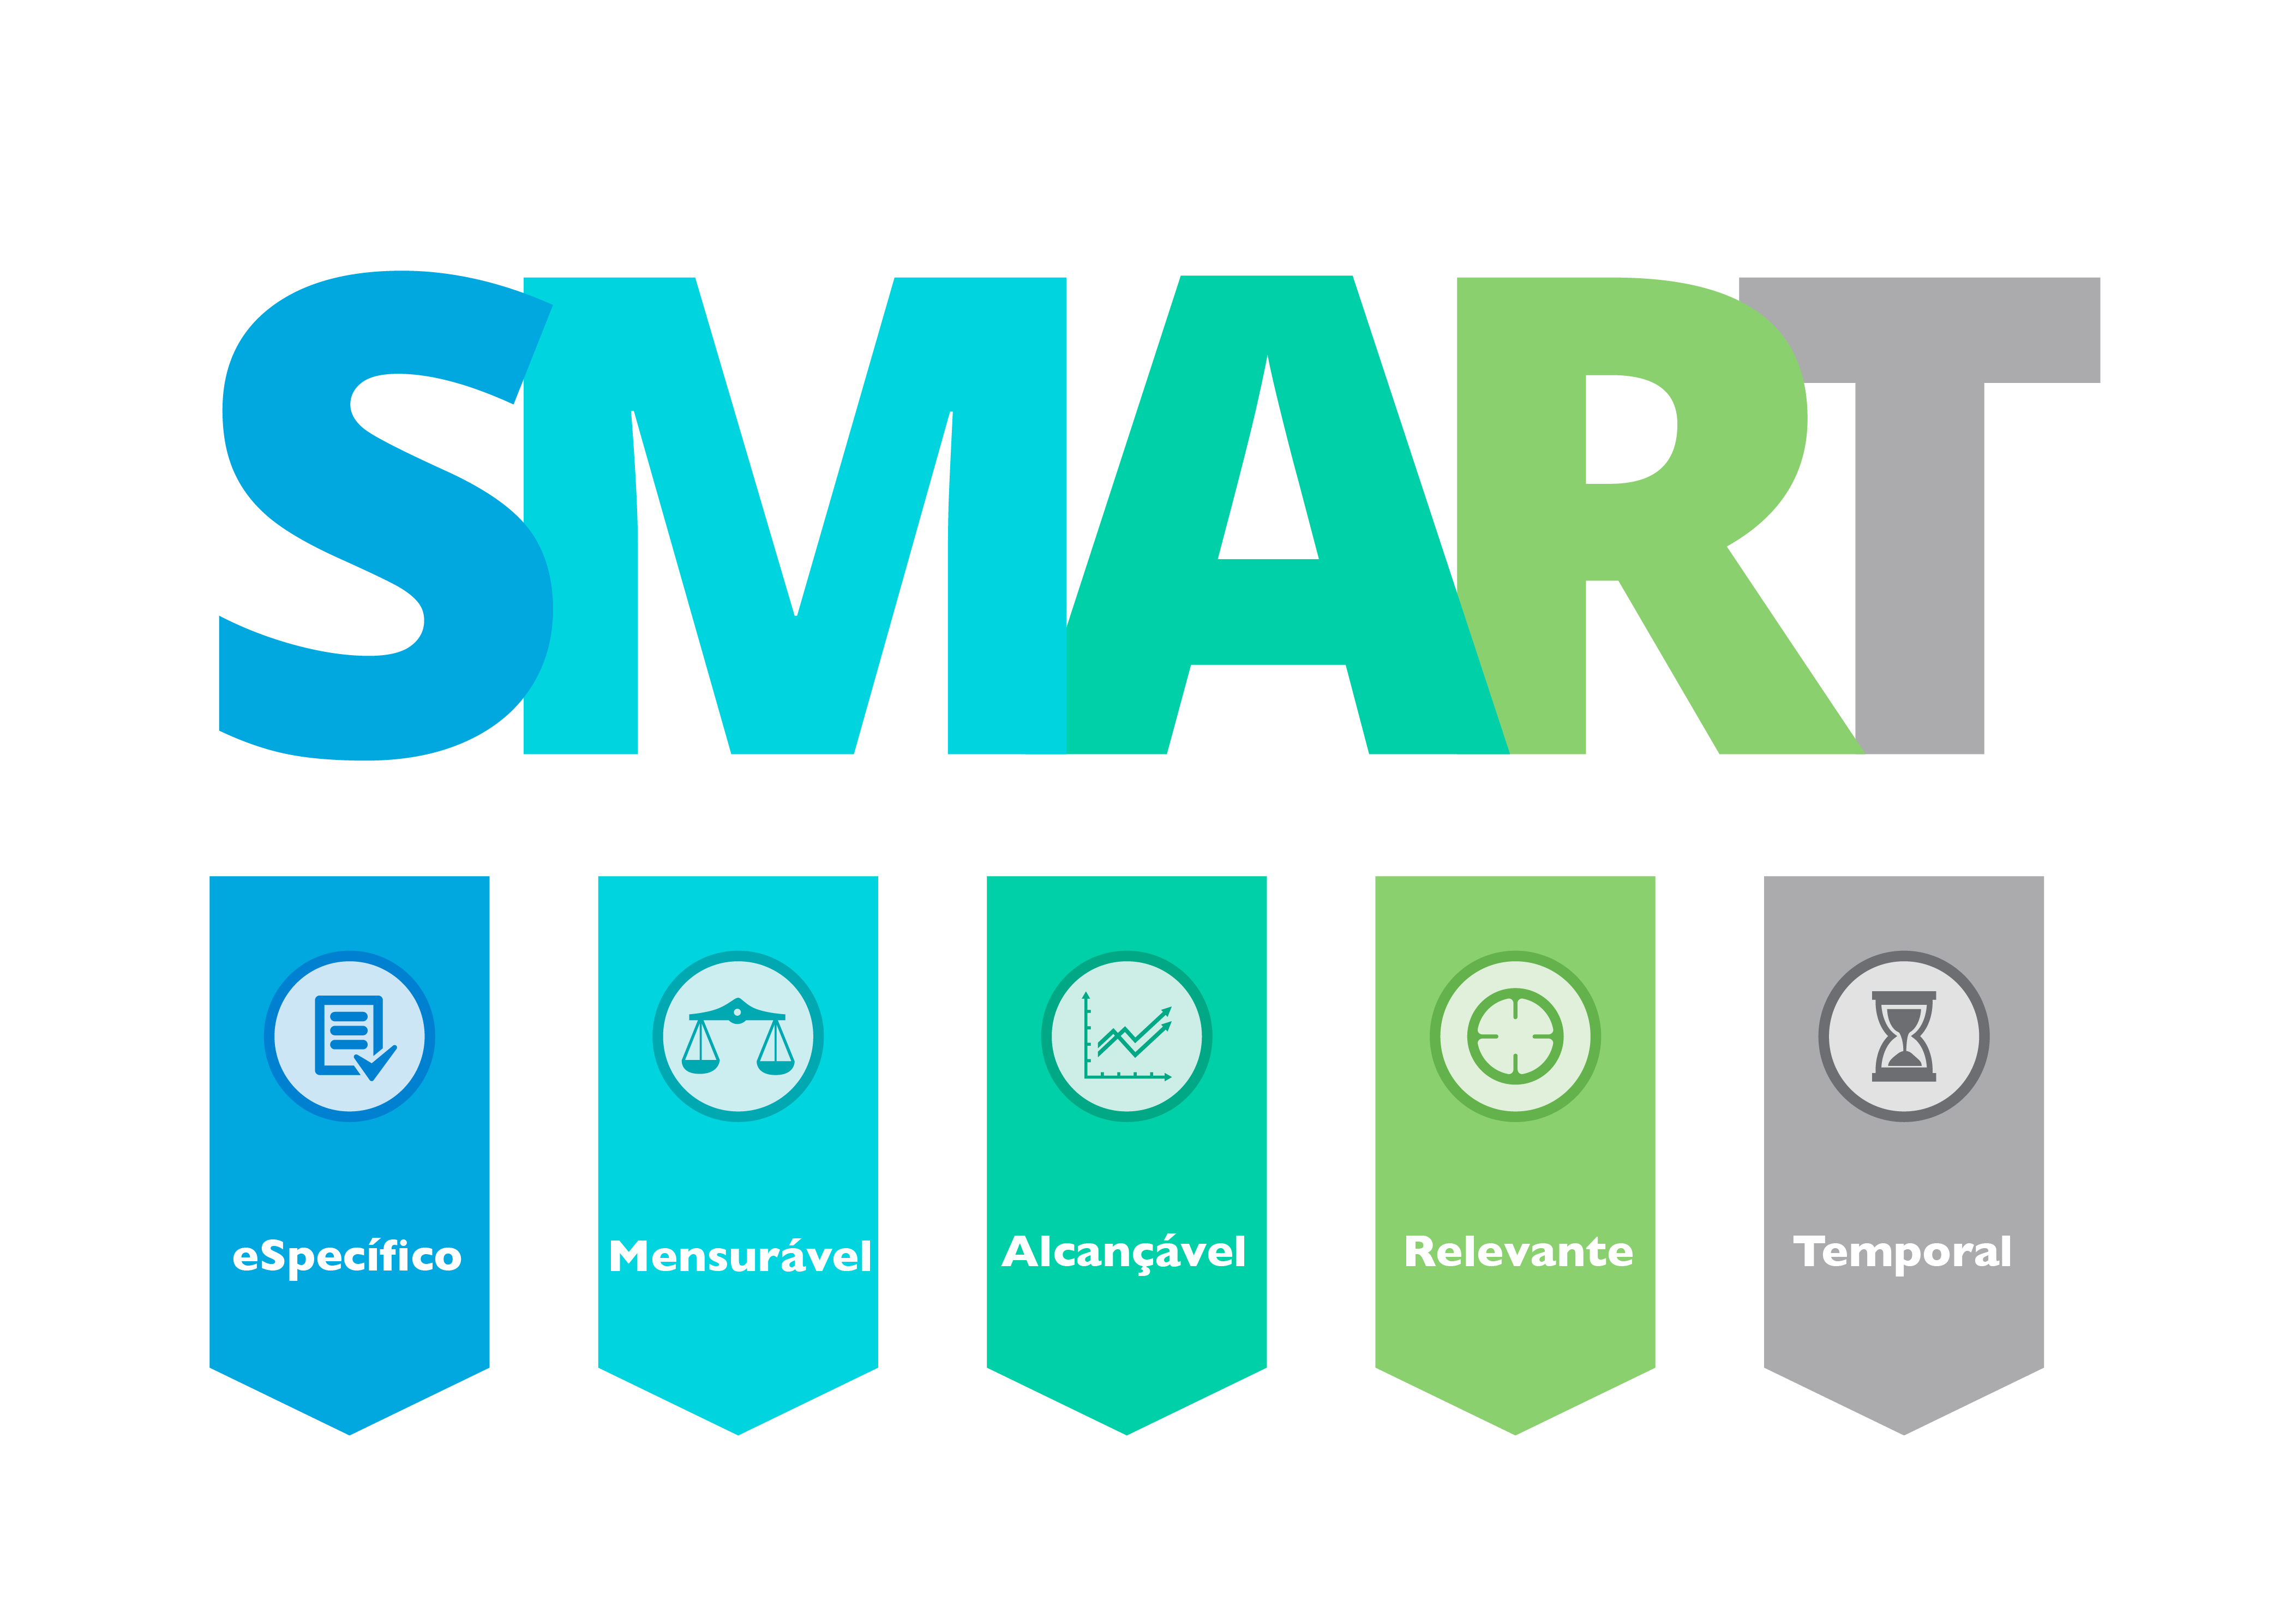 SMART
eSpecífico
Mensurável
Alcançável
Relevante
Temporal